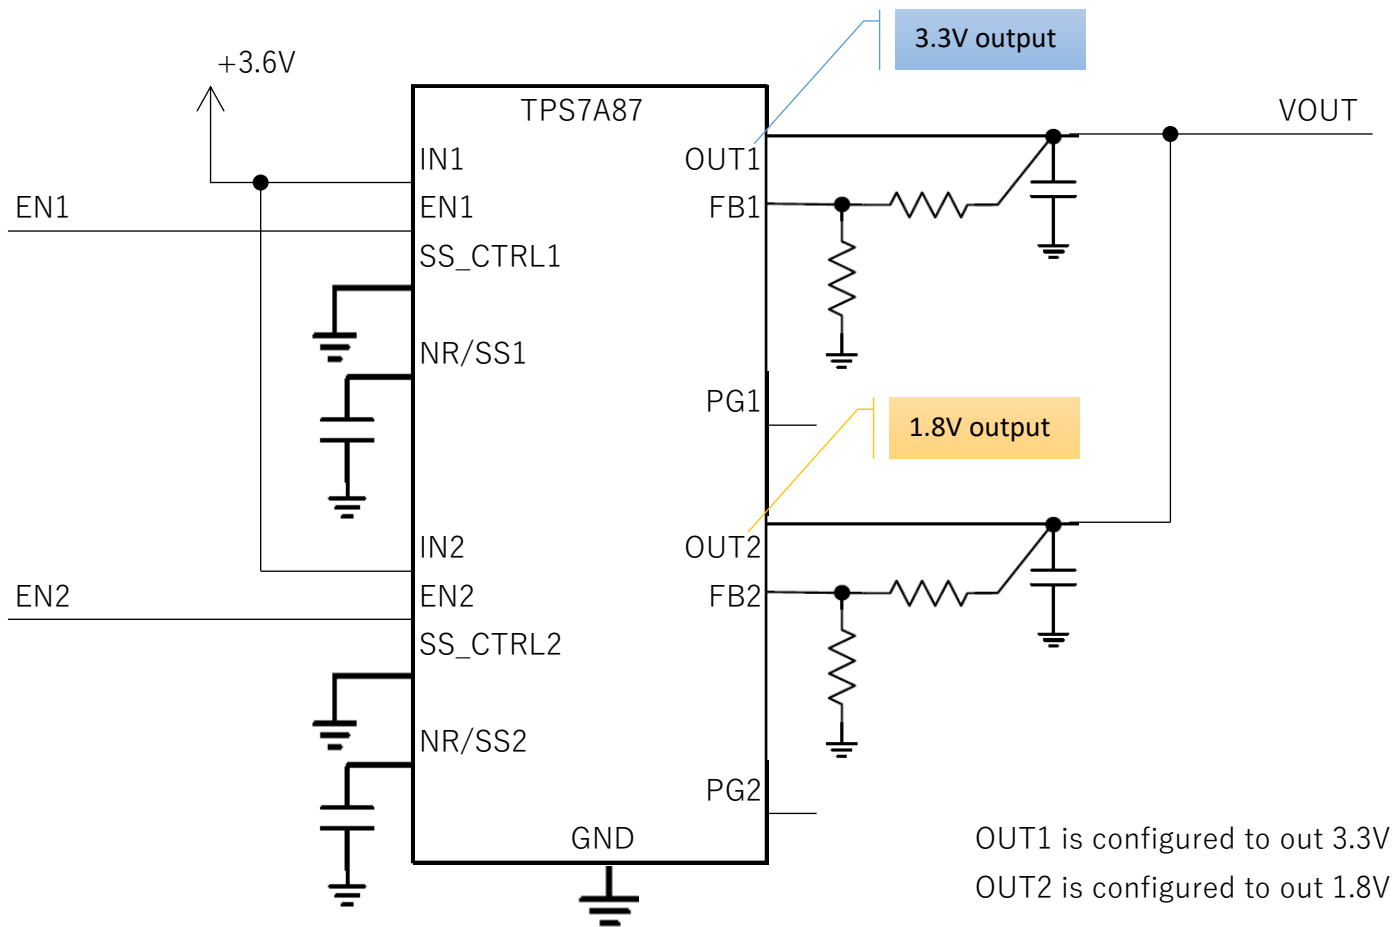 3.3V output
+3.6V
TPS7A87
VOUT
IN1
OUT1
EN1
EN1
FB1
SS_CTRL1
NR/SS1
PG1
1.8V output
IN2
OUT2
EN2
EN2
FB2
SS_CTRL2
NR/SS2
PG2
GND
OUT1 is configured to out 3.3V
OUT2 is configured to out 1.8V